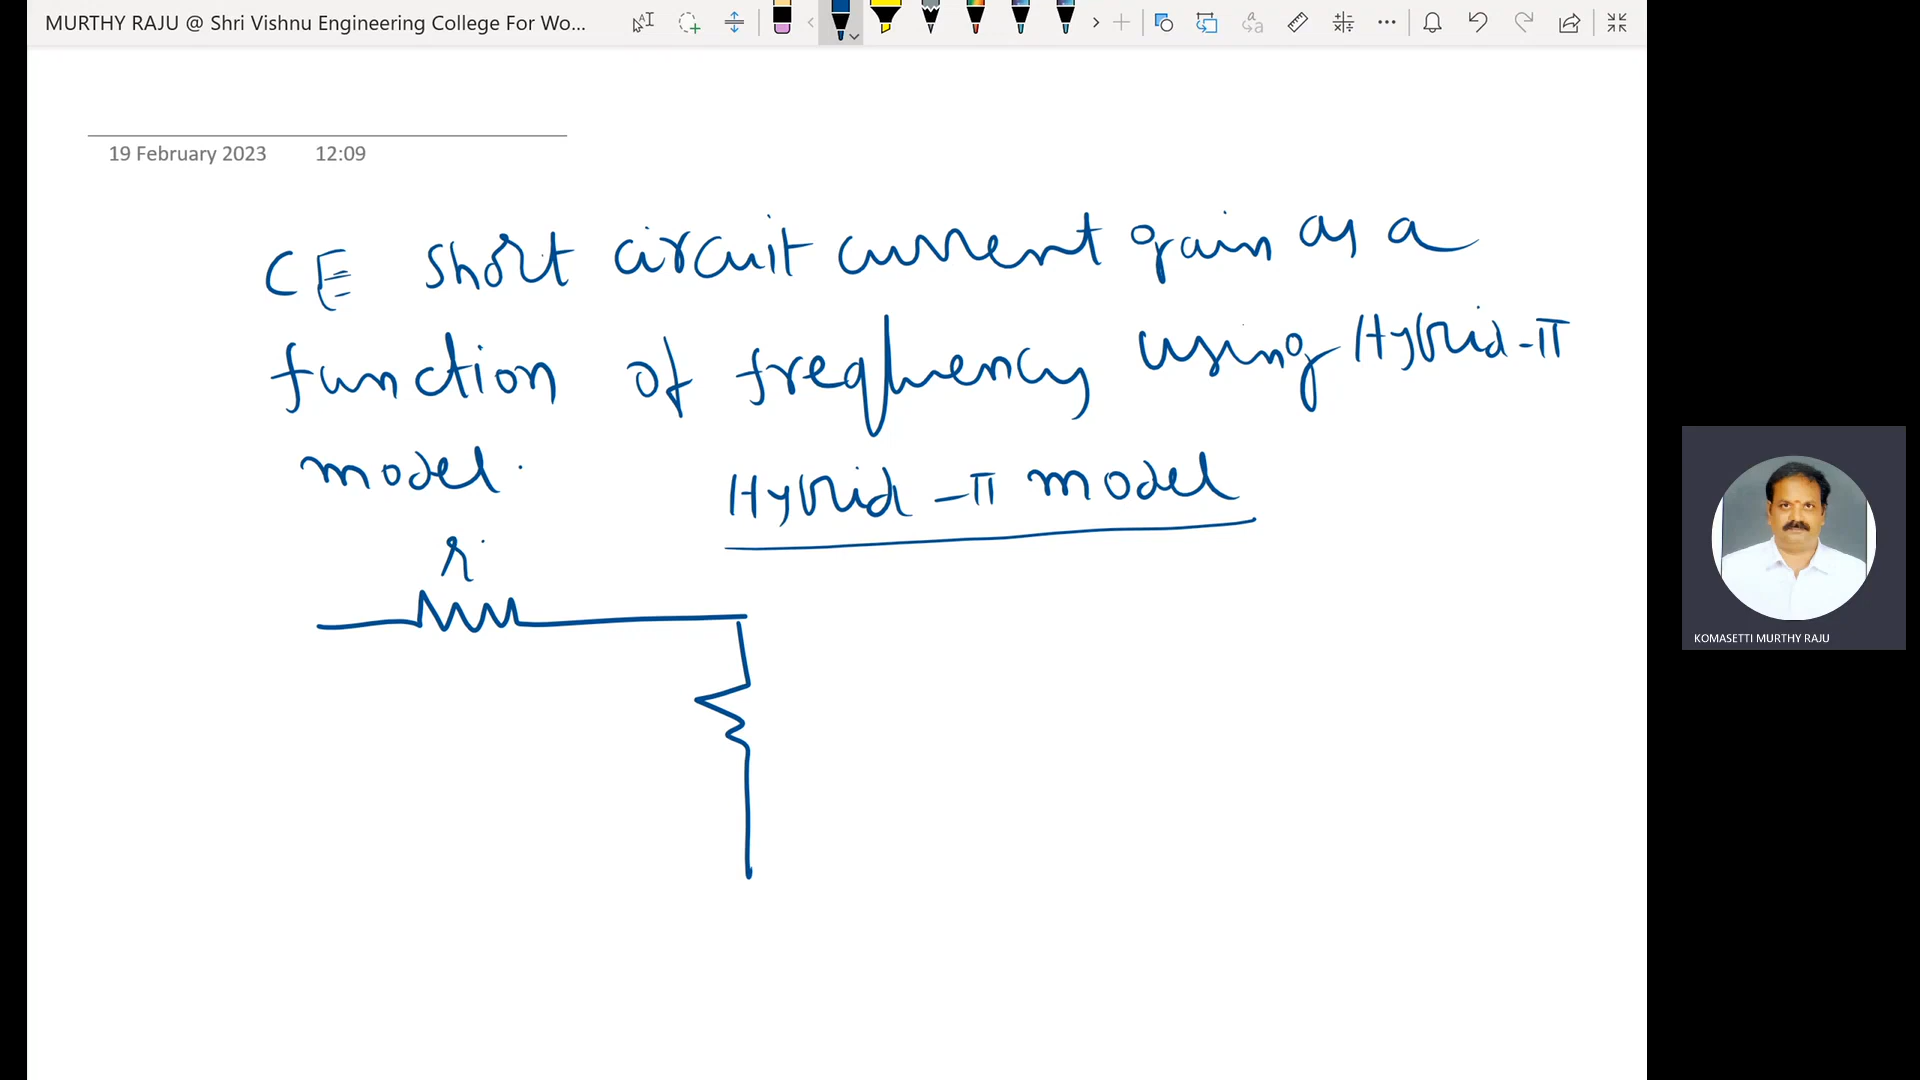 MURTHY RAJU @ Shri Vishnu Engineering College For Wo...
19 February 2023 12:09
CE short circuit current gain as a
function of frequency using Hybrid-π
model.
Hybrid-π model
r
KOMASETTI MURTHY RAJU